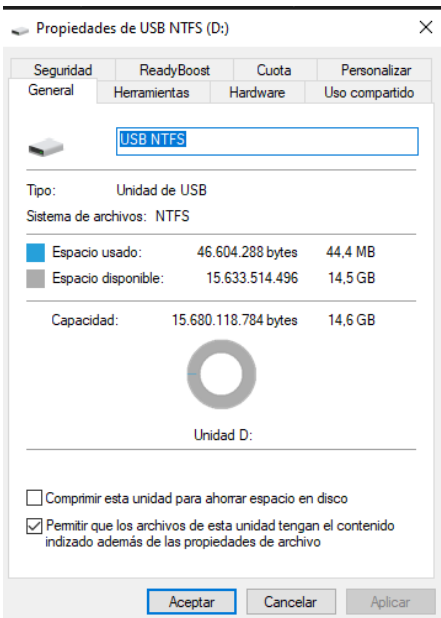 Propiedades de USB NTFS (D:)
Seguridad ReadyBoost Cuota Personalizar
General Herramientas Hardware Uso compartido
USB NTFS
Tipo: Unidad de USB
Sistema de archivos: NTFS
Espacio usado: 46.604.288 bytes 44,4 MB
Espacio disponible: 15.633.514.496 14,5 GB
Capacidad: 15.680.118.784 bytes 14,6 GB
Unidad D:
Comprimir esta unidad para ahorrar espacio en disco
Permitir que los archivos de esta unidad tengan el contenido
indizado además de las propiedades de archivo
Aceptar Cancelar Aplicar